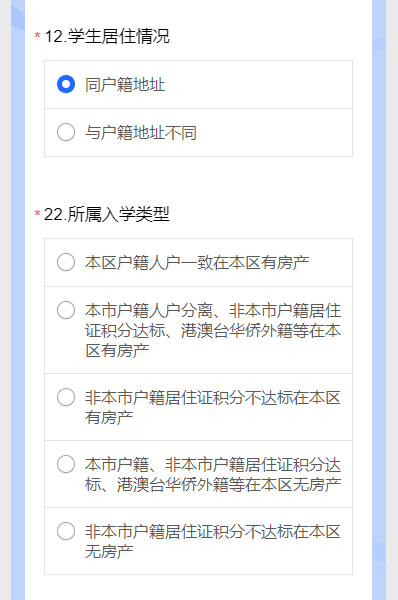 *12.学生居住情况
同户籍地址
与户籍地址不同
*22.所属入学类型
本区户籍人户一致在本区有房产
本市户籍人户分离、非本市户籍居住
证积分达标、港澳台华侨外籍等在本
区有房产
非本市户籍居住证积分不达标在本区
有房产
本市户籍、非本市户籍居住证积分达
标、港澳台华侨外籍等在本区无房产
非本市户籍居住证积分不达标在本区
无房产